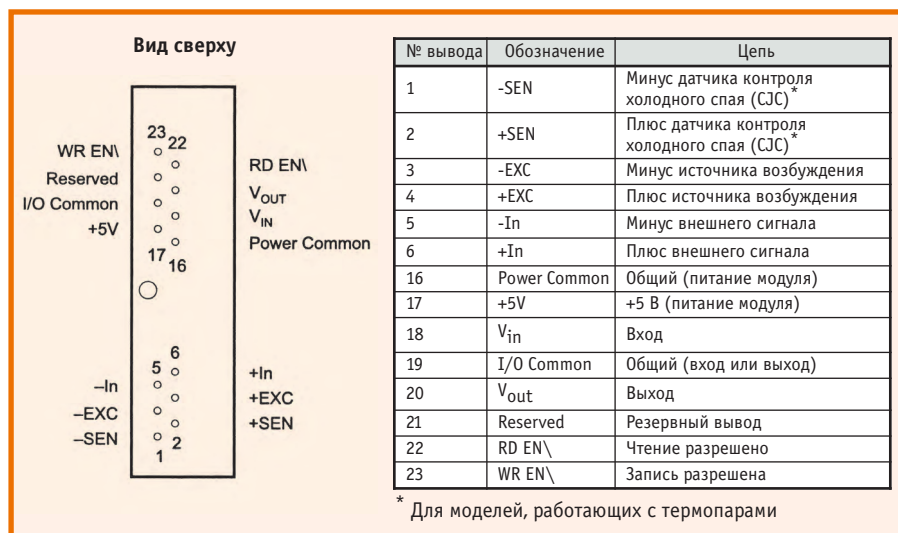 Вид сверху
23
22
WR EN\
RD EN\
Reserved
VOUT
I/O Common
VIN
+5V
Power Common
17
16
6
5
–In
+In
–EXC
+EXC
–SEN
+SEN
2
1
№ вывода Обозначение Цепь
1 -SEN Минус датчика контроля
холодного спая (CJC)*
2 +SEN Плюс датчика контроля
холодного спая (CJC)*
3 -EXC Минус источника возбуждения
4 +EXC Плюс источника возбуждения
5 -In Минус внешнего сигнала
6 +In Плюс внешнего сигнала
16 Power Common Общий (питание модуля)
17 +5V +5 В (питание модуля)
18 Vin Вход
19 I/O Common Общий (вход или выход)
20 Vout Выход
21 Reserved Резервный вывод
22 RD EN\ Чтение разрешено
23 WR EN\ Запись разрешена
* Для моделей, работающих с термопарами